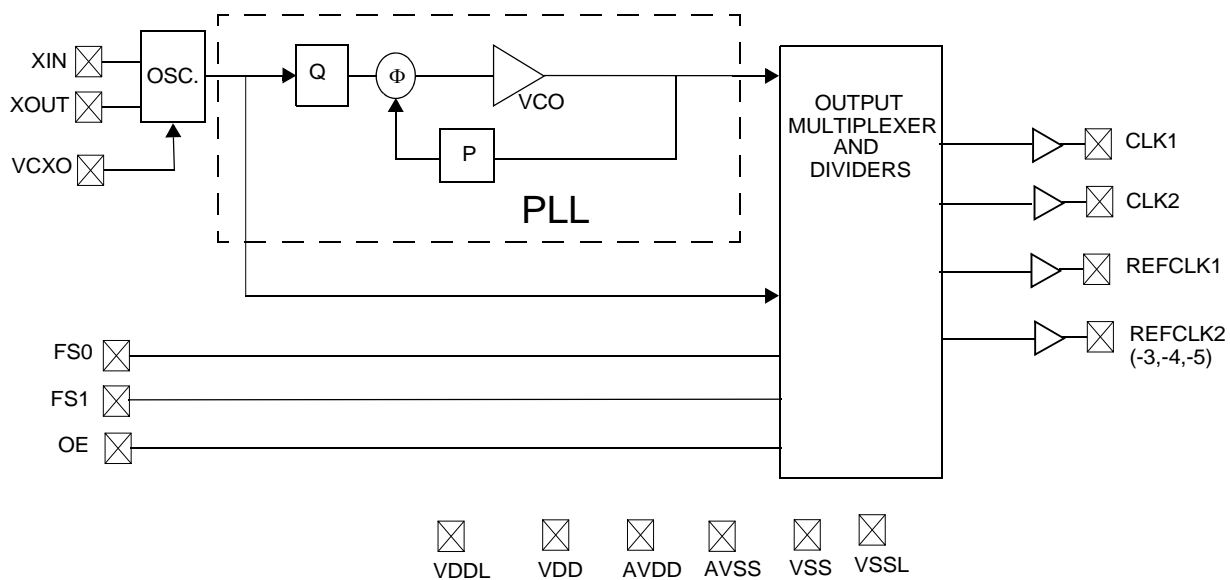 XIN
OSC.
Q
Φ
VCO
XOUT
P
VCXO
PLL
OUTPUT
MULTIPLEXER
AND
DIVIDERS
CLK1
CLK2
REFCLK1
REFCLK2
(-3,-4,-5)
FS0
FS1
OE
VDDL
VDD
AVDD
AVSS
VSS
VSSL